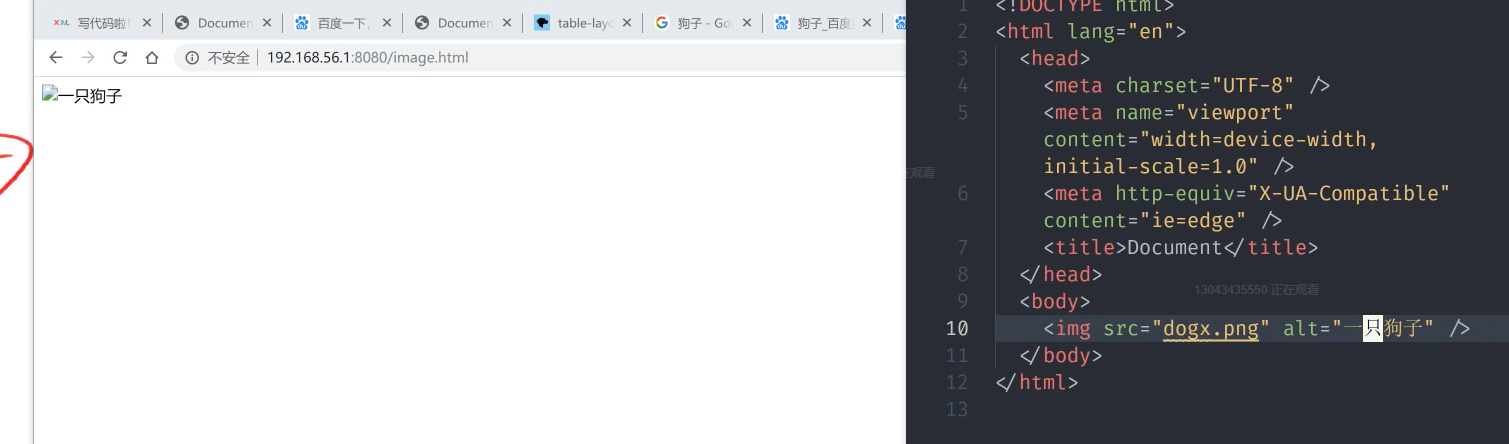 XML 写代码啦!
Documen
百度一下,
Documen
table-layo
狗子 - Goo
狗子_百度
不安全 192.168.56.1:8080/image.html
一只狗子
在观看
1 <!DOCTYPE html>
2 <html lang="en">
3 <head>
4 <meta charset="UTF-8" />
5 <meta name="viewport"
content="width=device-width,
initial-scale=1.0" />
6 <meta http-equiv="X-UA-Compatible"
content="ie=edge" />
7 <title>Document</title>
8 </head>
13043435550 正在观看
9 <body>
10 <img src="dogx.png" alt="一只狗子" />
11 </body>
12 </html>
13